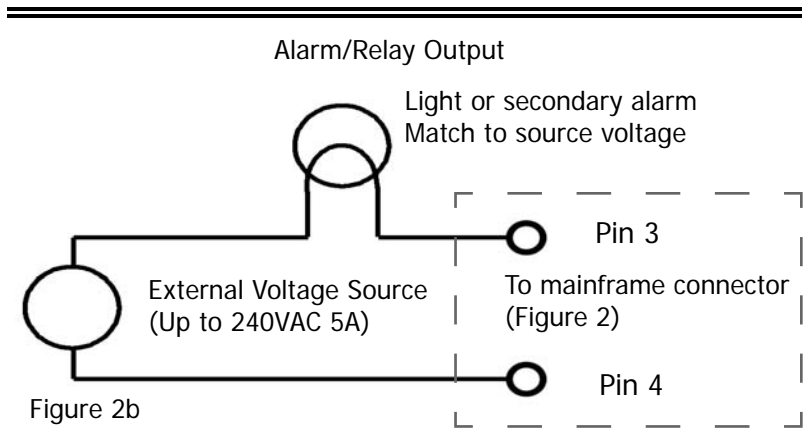 Alarm/Relay Output
Light or secondary alarm
Match to source voltage
Pin 3
External Voltage Source
(Up to 240VAC 5A)
To mainframe connector
(Figure 2)
Pin 4
Figure 2b